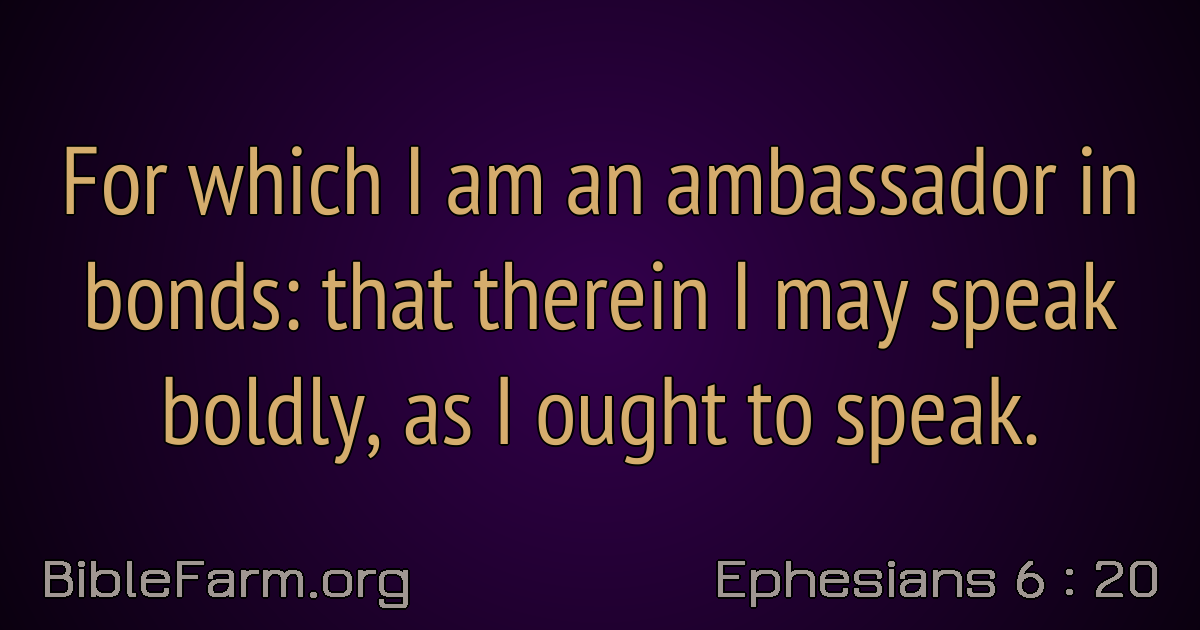 For which I am an ambassador in
bonds: that therein I may speak
boldly, as I ought to speak.
BibleFarm.org
Ephesians 6 : 20